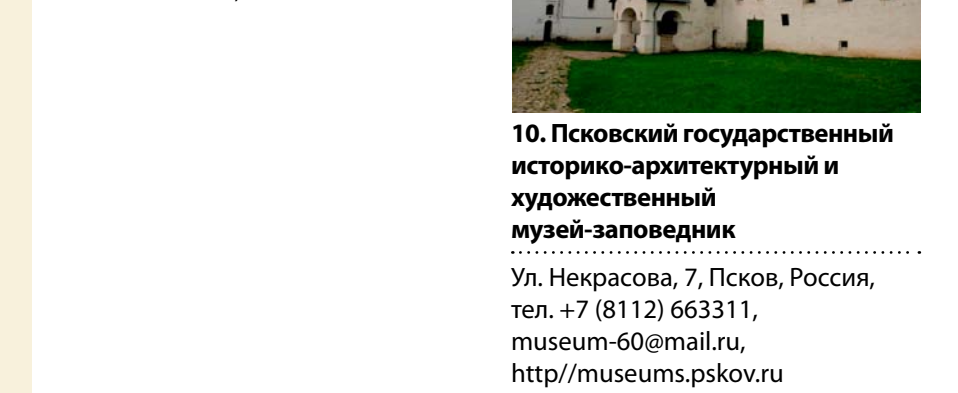 10. Псковский государственный
историко-архитектурный и
художественный
музей-заповедник
Ул. Некрасова, 7, Псков, Россия,
тел. +7 (8112) 663311,
museum-60@mail.ru,
http//museums.pskov.ru